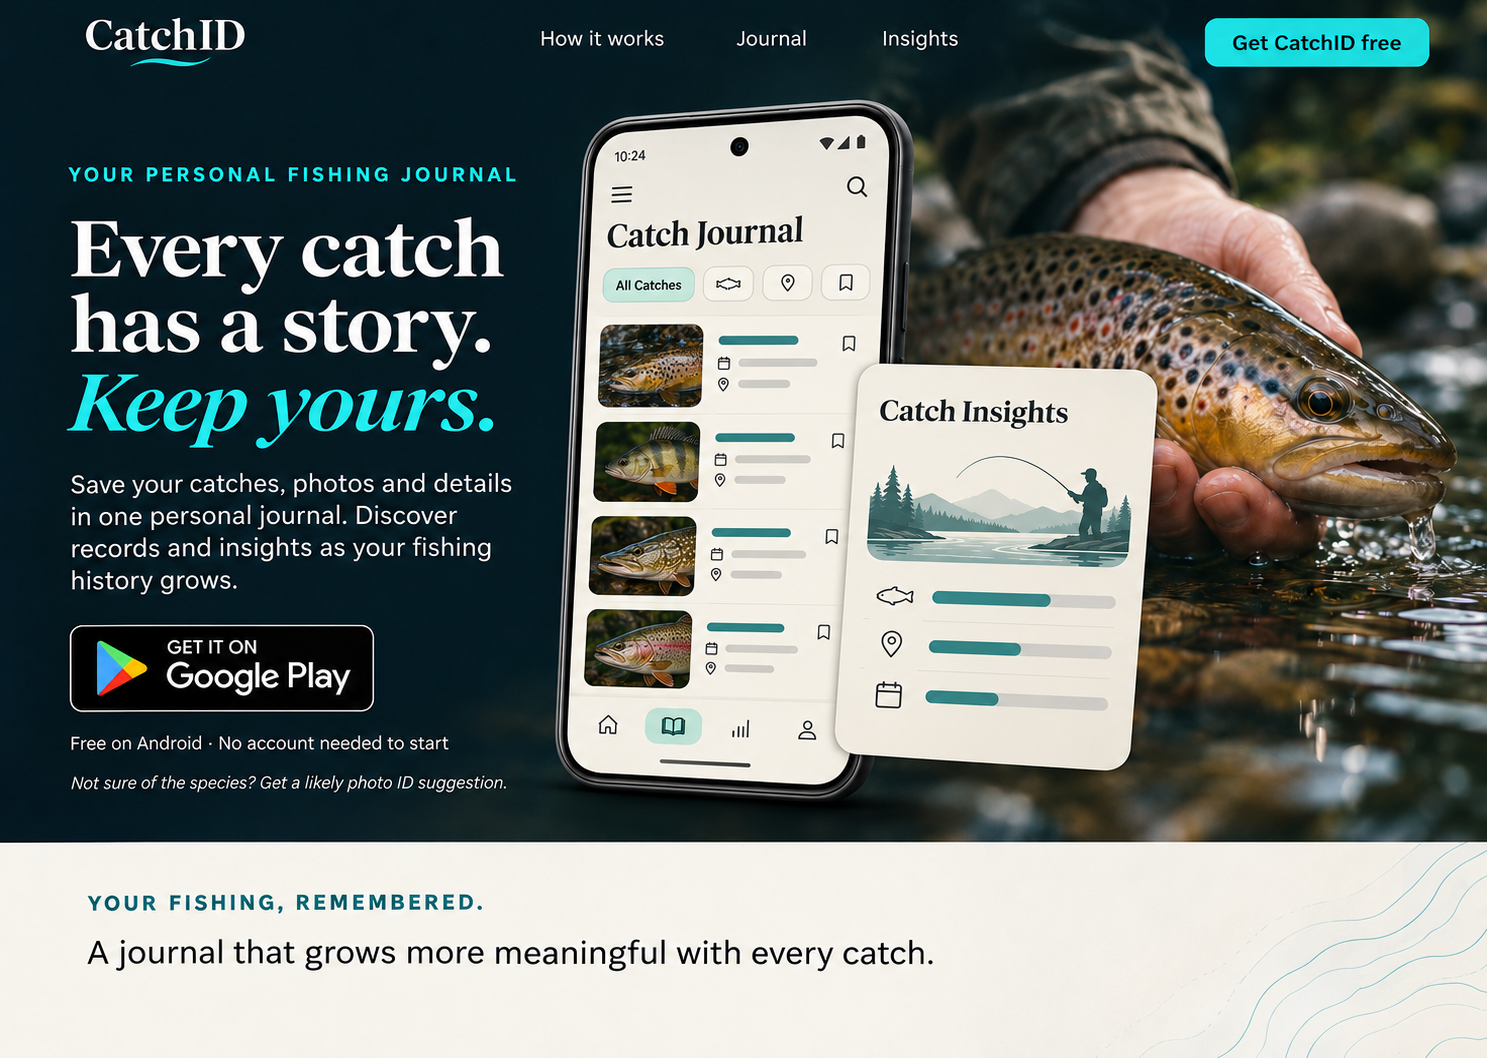 CatchID
How it works
Journal
Insights
Get CatchID free
YOUR PERSONAL FISHING JOURNAL
Every catch
has a story.
Keep yours.
Save your catches, photos and details
in one personal journal. Discover
records and insights as your fishing
history grows.
GET IT ON
Google Play
Free on Android · No account needed to start
Not sure of the species? Get a likely photo ID suggestion.
10:24
Catch Journal
All Catches
Catch Insights
YOUR FISHING, REMEMBERED.
A journal that grows more meaningful with every catch.